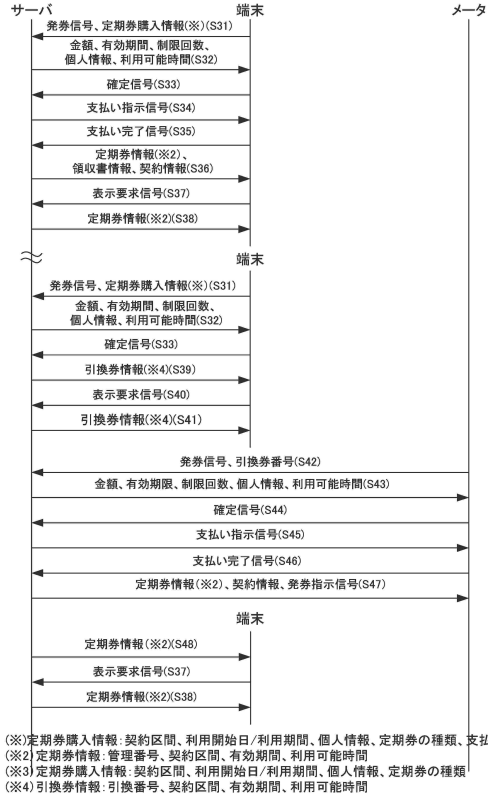 サーバ 端末 メータ
発券信号、定期券購入情報(※)(S31)
金額、有効期間、制限回数、
個人情報、利用可能時間(S32)
確定信号(S33)
支払い指示信号(S34)
支払い完了信号(S35)
定期券情報(※2)、
領収書情報、契約情報(S36)
表示要求信号(S37)
定期券情報(※2)(S38)
端末
発券信号、定期券購入情報(※)(S31)
金額、有効期間、制限回数、
個人情報、利用可能時間(S32)
確定信号(S33)
引換券情報(※4)(S39)
表示要求信号(S40)
引換券情報(※4)(S41)
発券信号、引換券番号(S42)
金額、有効期限、制限回数、個人情報、利用可能時間(S43)
確定信号(S44)
支払い指示信号(S45)
支払い完了信号(S46)
定期券情報(※2)、契約情報、発券指示信号(S47)
端末
定期券情報(※2)(S48)
表示要求信号(S37)
定期券情報(※2)(S38)
(※)定期券購入情報:契約区間、利用開始日/利用期間、個人情報、定期券の種類、支払
(※2)定期券情報:管理番号、契約区間、有効期間、利用可能時間
(※3)定期券購入情報:契約区間、利用開始日/利用期間、個人情報、定期券の種類
(※4)引換券情報:引換番号、契約区間、有効期間、利用可能時間